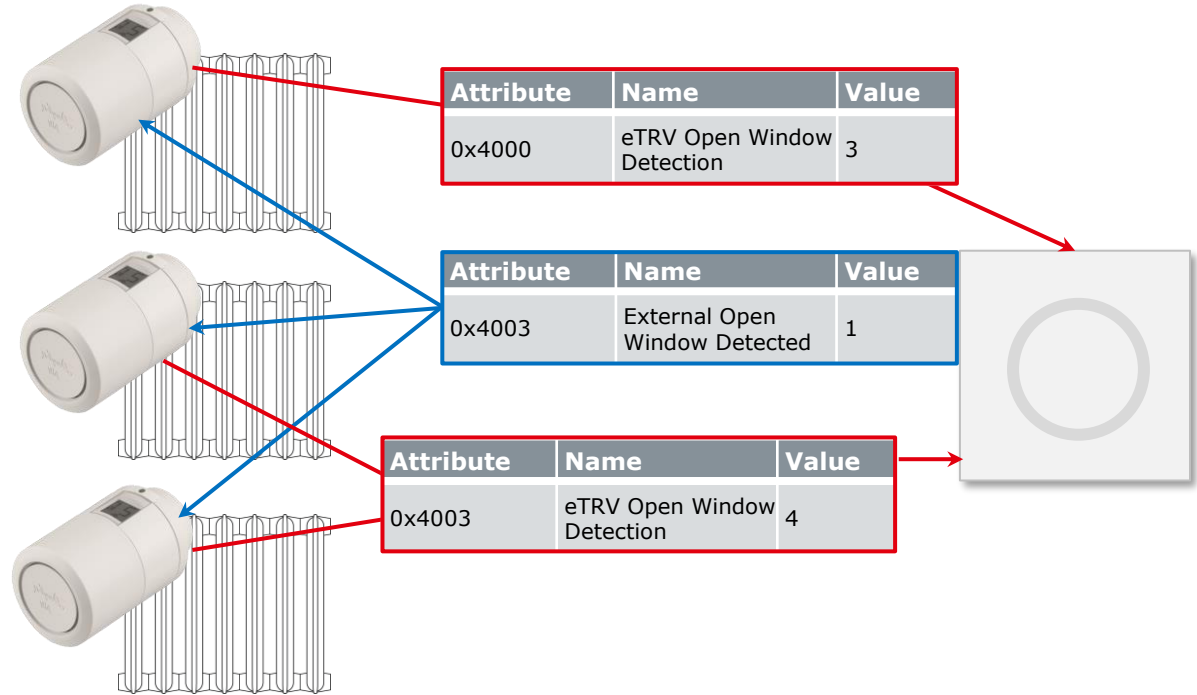 Attribute Name Value
0x4000 eTRV Open Window Detection 3
Attribute Name Value
0x4003 External Open Window Detected 1
Attribute Name Value
0x4003 eTRV Open Window Detection 4